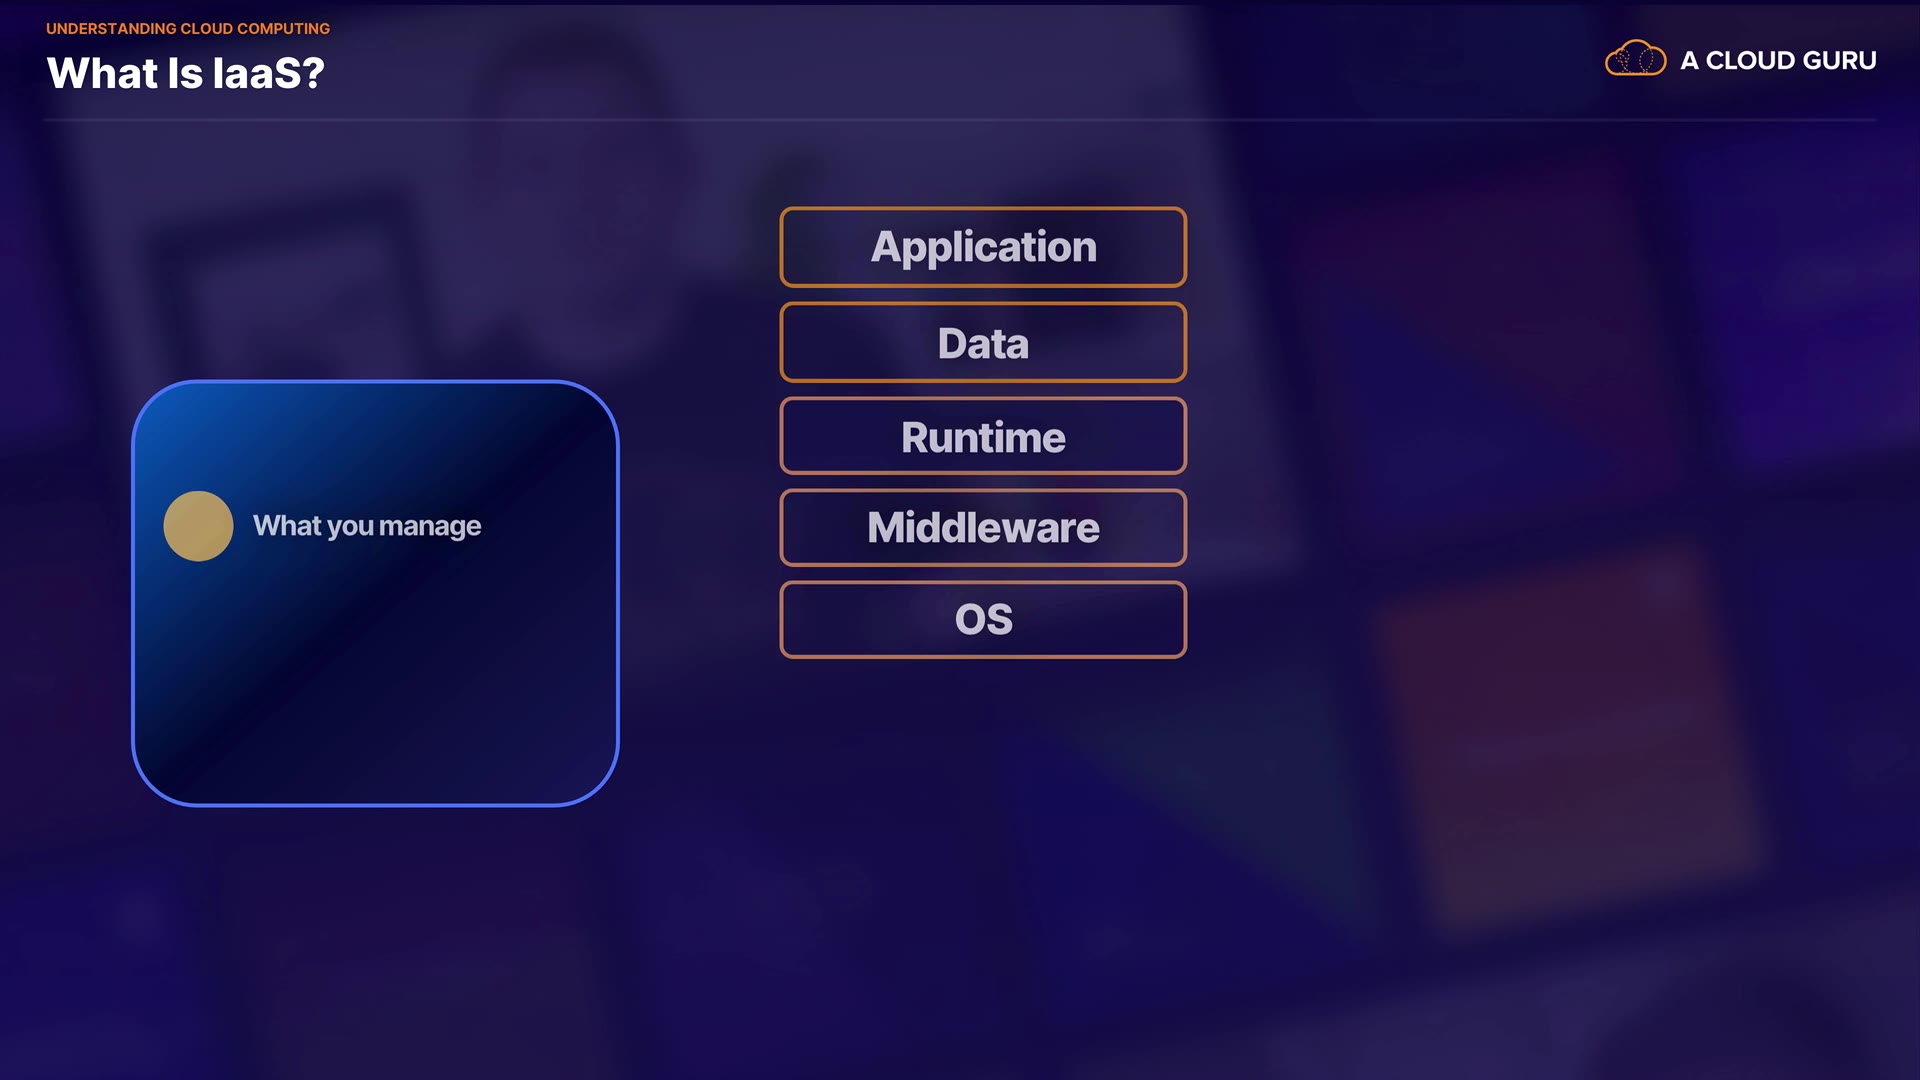 UNDERSTANDING CLOUD COMPUTING
What Is IaaS?
A CLOUD GURU
Application
Data
Runtime
Middleware
OS
What you manage